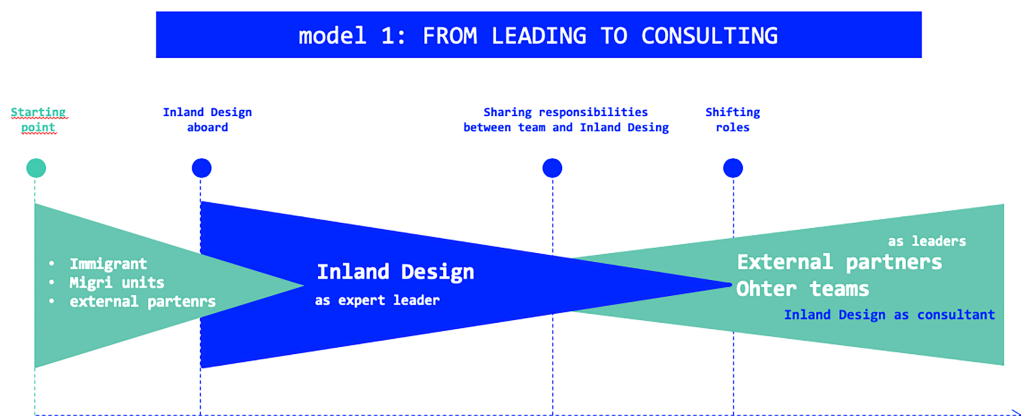 model 1: FROM LEADING TO CONSULTING
Starting
point
Inland Design
aboard
Sharing responsibilities
between team and Inland Desing
Shifting
roles
• Immigrant
• Migri units
• external partenrs
Inland Design
as expert leader
as leaders
External partners
Ohter teams
Inland Design as consultant